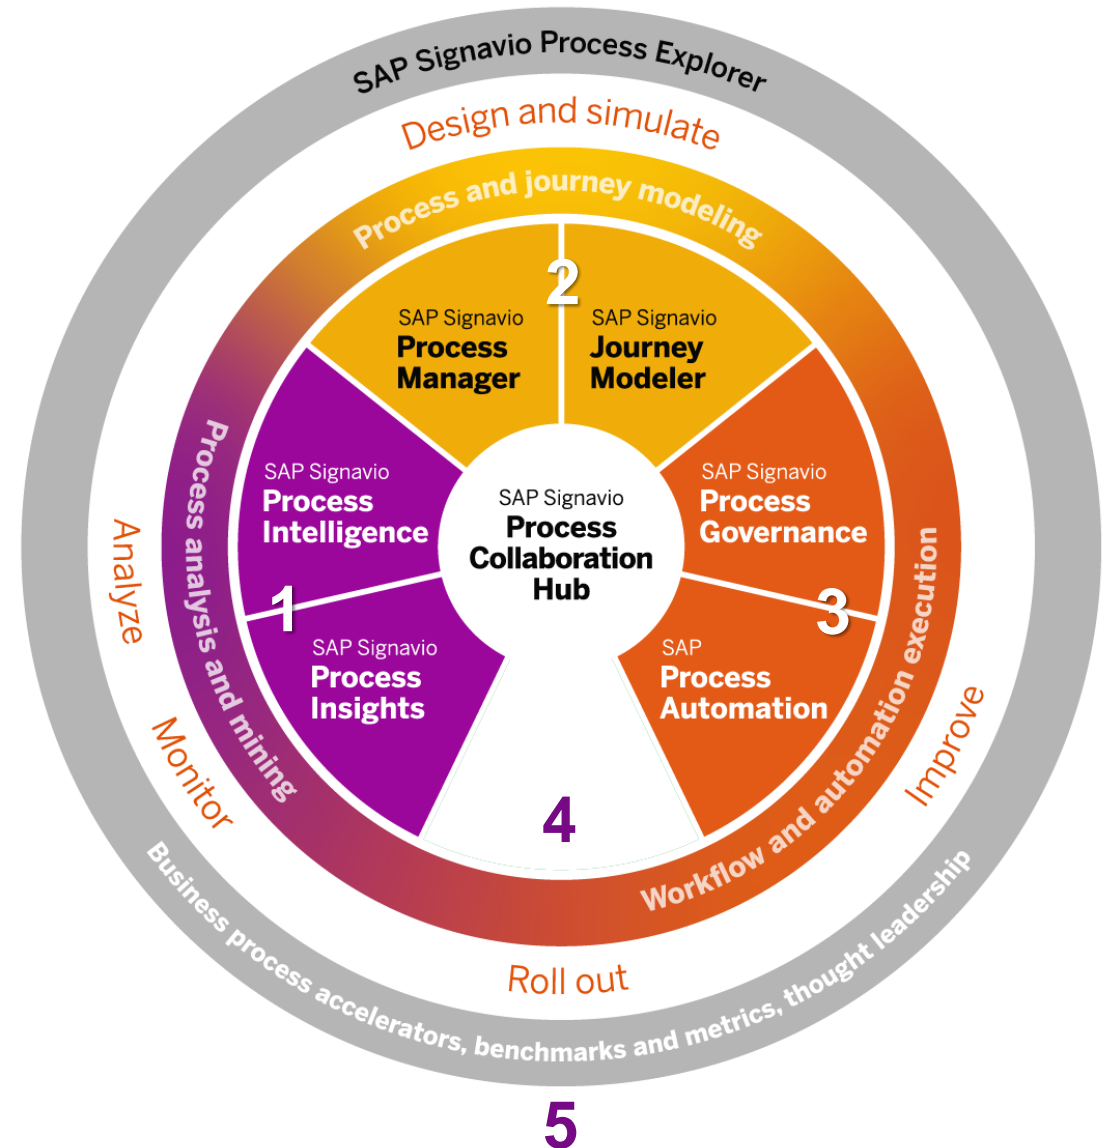 SAP Signavio Process Explorer
Design and simulate
Process and journey modeling
2
SAP Signavio
Process
Manager
SAP Signavio
Journey
Modeler
SAP Signavio
Process
Intelligence
SAP Signavio
Process
Collaboration
Hub
SAP Signavio
Process
Governance
Process analysis and mining
Analyze
1
3
SAP Signavio
Process
Insights
SAP
Process
Automation
Workflow and automation execution
Monitor
Improve
4
Roll out
Business process accelerators, benchmarks and metrics, thought leadership
5